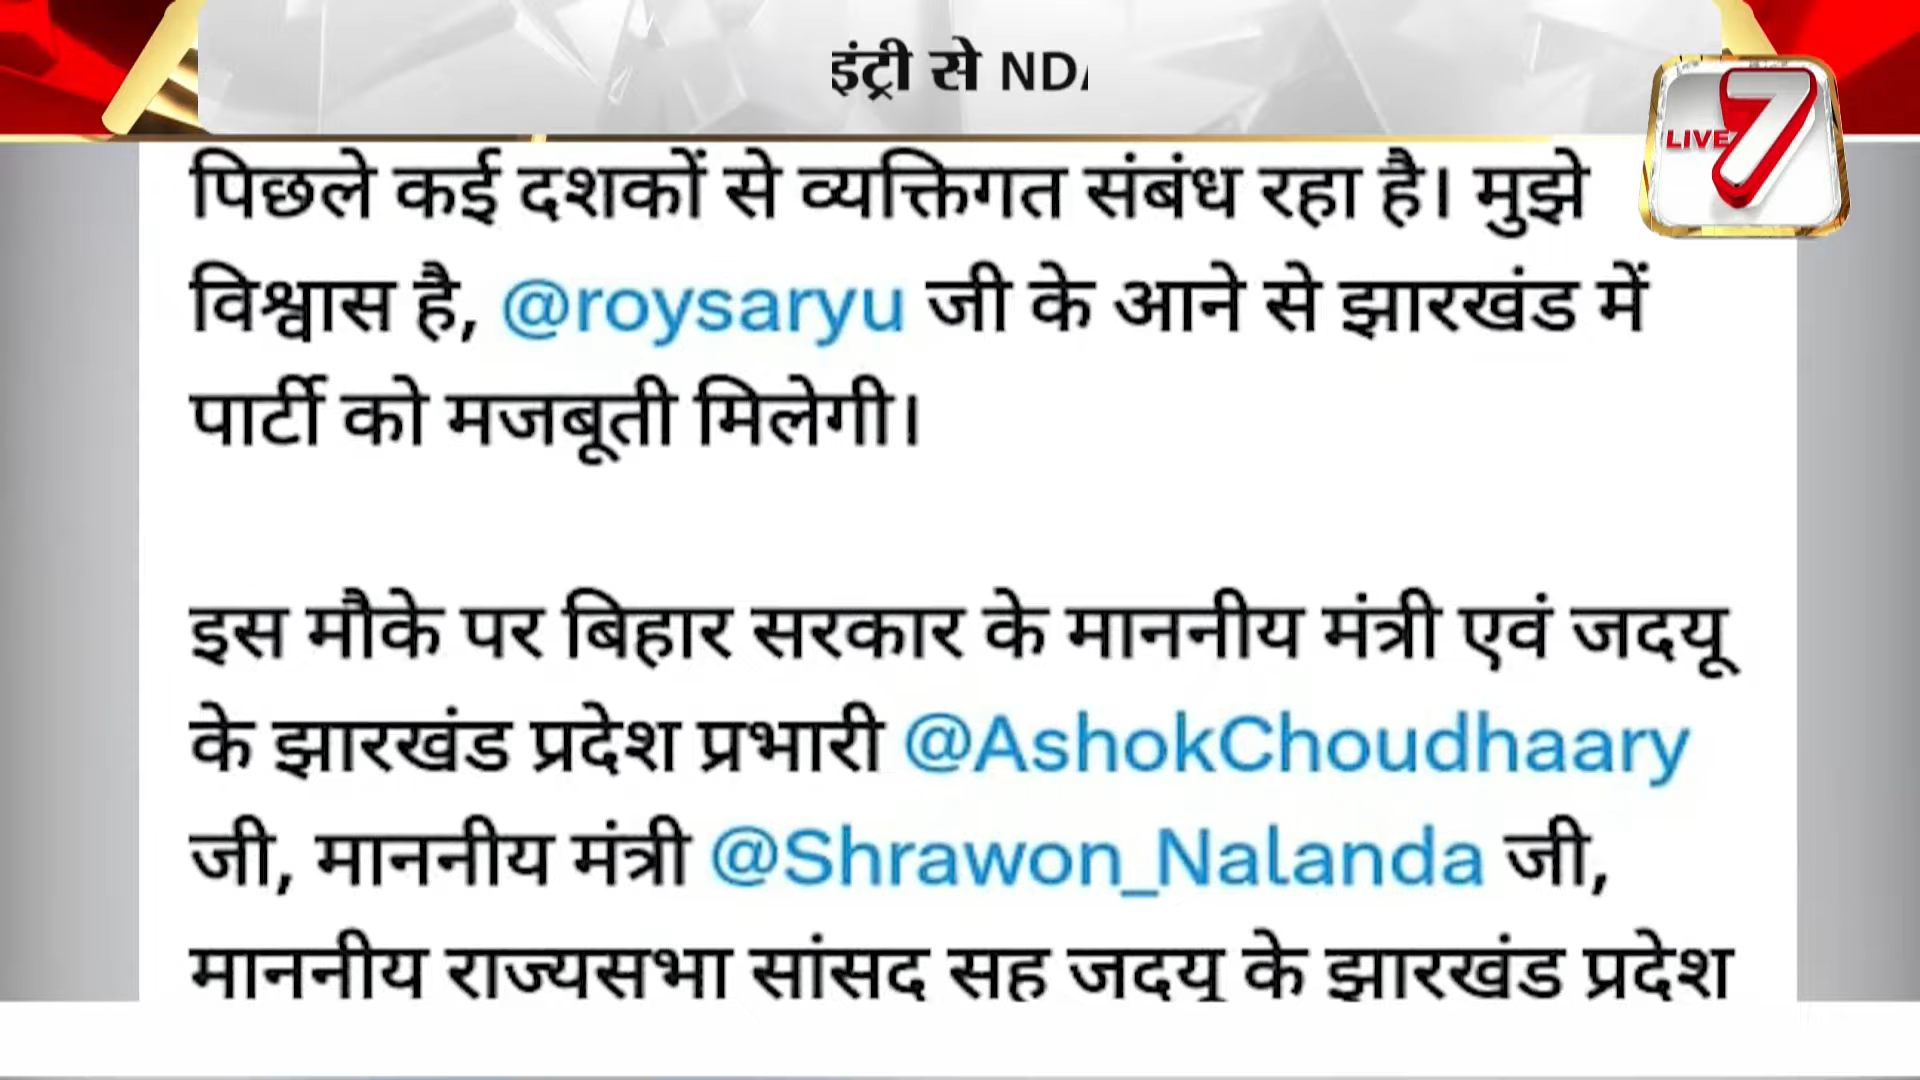 इंट्री से ND
LIVE 7
पिछले कई दशकों से व्यक्तिगत संबंध रहा है। मुझे
विश्वास है, @roysaryu जी के आने से झारखंड में
पार्टी को मजबूती मिलेगी।
इस मौके पर बिहार सरकार के माननीय मंत्री एवं जदयू
के झारखंड प्रदेश प्रभारी @AshokChoudhaary
जी, माननीय मंत्री @Shrawon_Nalanda जी,
माननीय राज्यसभा सांसद सह जदयू के झारखंड प्रदेश